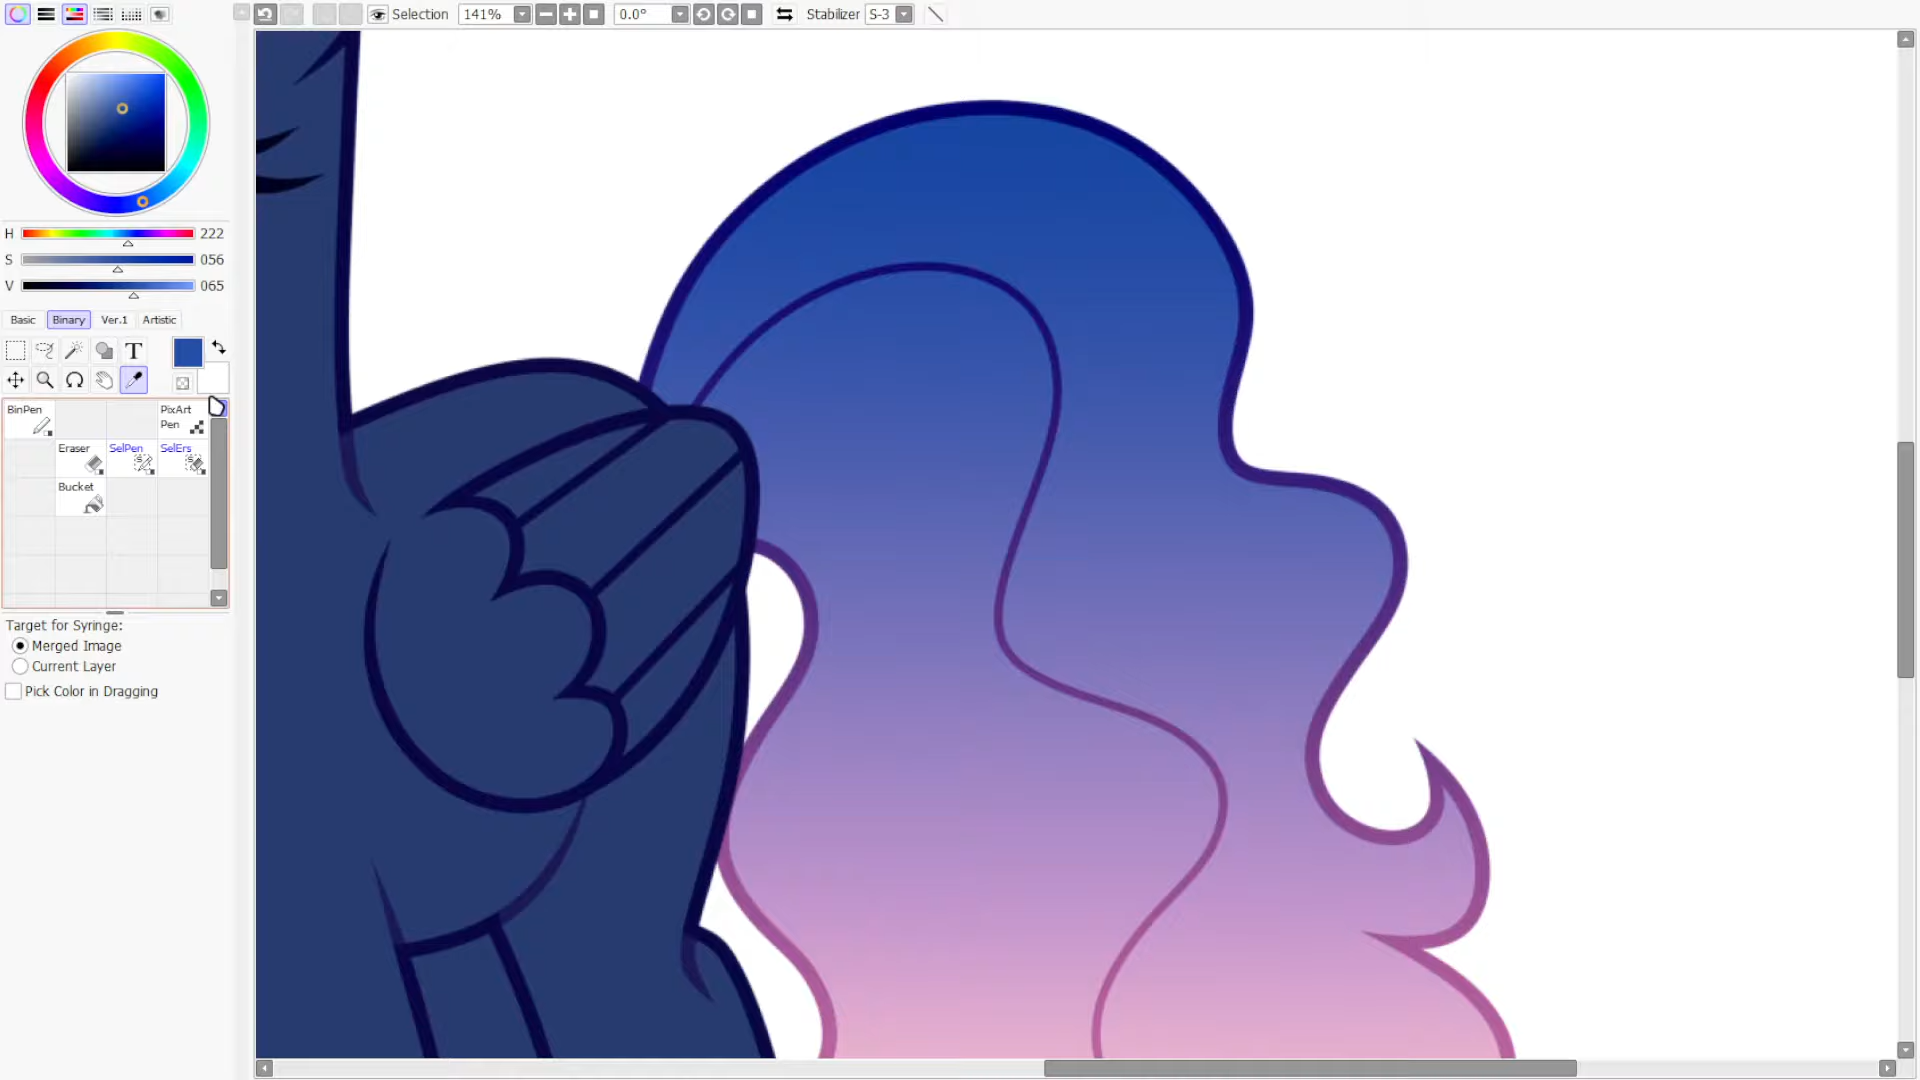 Selection 141% 0.0° Stabilizer S-3
H 222
S 056
V 065
Basic Binary Ver.1 Artistic
T
BinPen PixArt
Pen
Eraser SelPen SelErs
Bucket
Target for Syringe:
Merged Image
Current Layer
Pick Color in Dragging